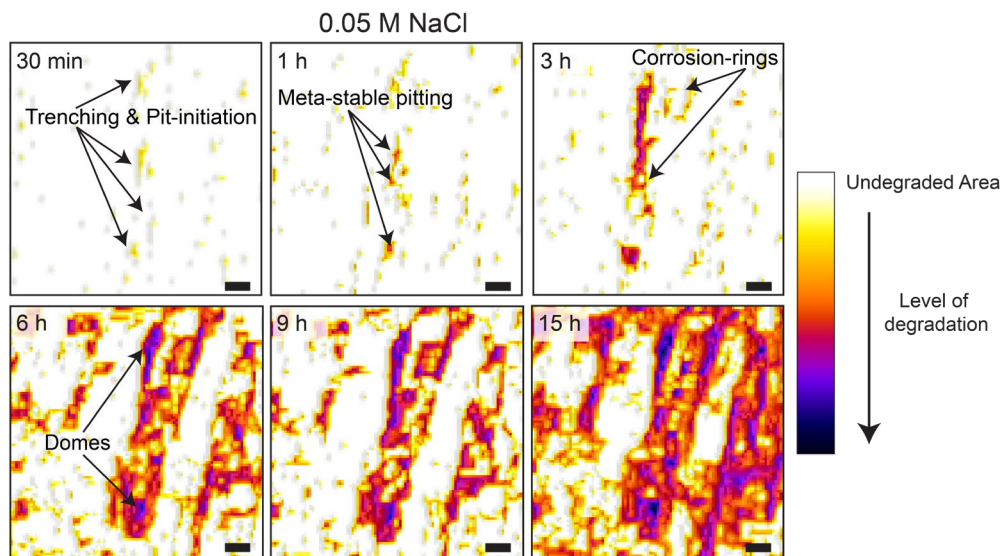 0.05 M NaCl
30 min
Trenching & Pit-initiation
1 h
Meta-stable pitting
3 h
Corrosion-rings
Undegraded Area
Level of
degradation
6 h
Domes
9 h
15 h